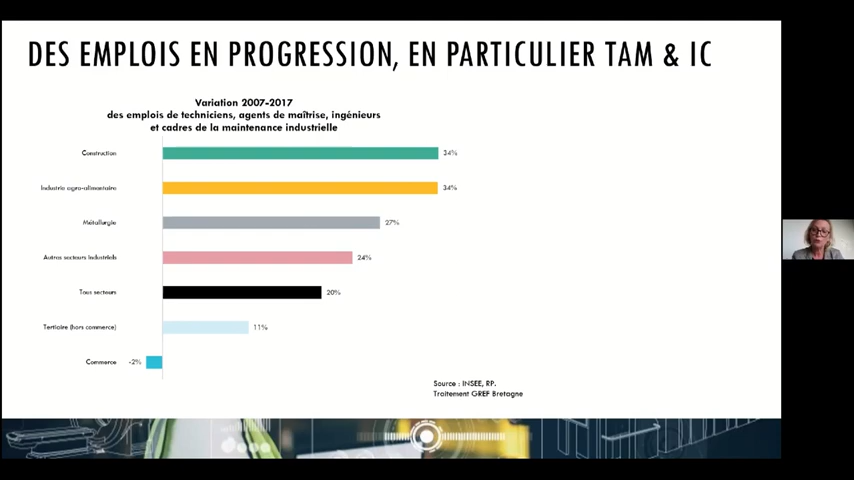 DES EMPLOIS EN PROGRESSION, EN PARTICULIER TAM & IC
Variation 2007-2017
des emplois de techniciens, agents de maîtrise, ingénieurs
et cadres de la maintenance industrielle
Construction 34%
Industrie agro-alimentaire 34%
Métallurgie 27%
Autres secteurs industriels 24%
Tous secteurs 20%
Tertiaire (hors commerce) 11%
Commerce -2%
Source : INSEE, RP.
Traitement GREF Bretagne